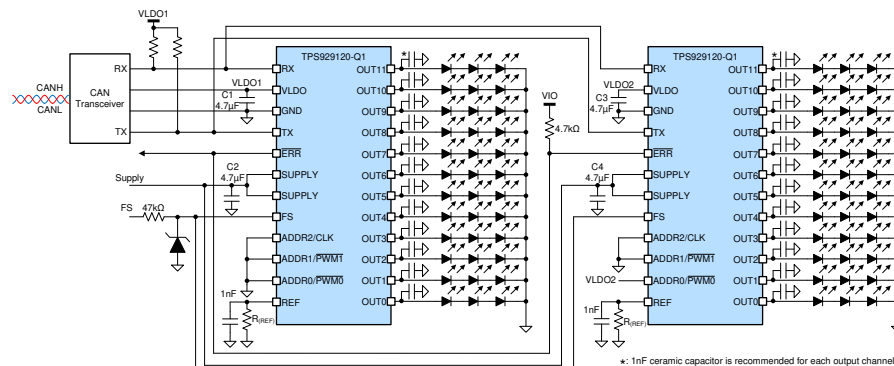 VLDO1
CAN
Transceiver
RX
TX
CANH
CANL
VLDO1
C1
4.7µF
C2
4.7µF
Supply
FS
47kΩ
1nF
R(REF)
TPS929120-Q1
RX
VLDO
GND
TX
ERR
SUPPLY
SUPPLY
FS
ADDR2/CLK
ADDR1/PWM1
ADDR0/PWM0
REF
OUT11
OUT10
OUT9
OUT8
OUT7
OUT6
OUT5
OUT4
OUT3
OUT2
OUT1
OUT0
*
VIO
4.7kΩ
VLDO2
C3
4.7µF
C4
4.7µF
VLDO2
1nF
R(REF)
TPS929120-Q1
RX
VLDO
GND
TX
ERR
SUPPLY
SUPPLY
FS
ADDR2/CLK
ADDR1/PWM1
ADDR0/PWM0
REF
OUT11
OUT10
OUT9
OUT8
OUT7
OUT6
OUT5
OUT4
OUT3
OUT2
OUT1
OUT0
*
*: 1nF ceramic capacitor is recommended for each output channel